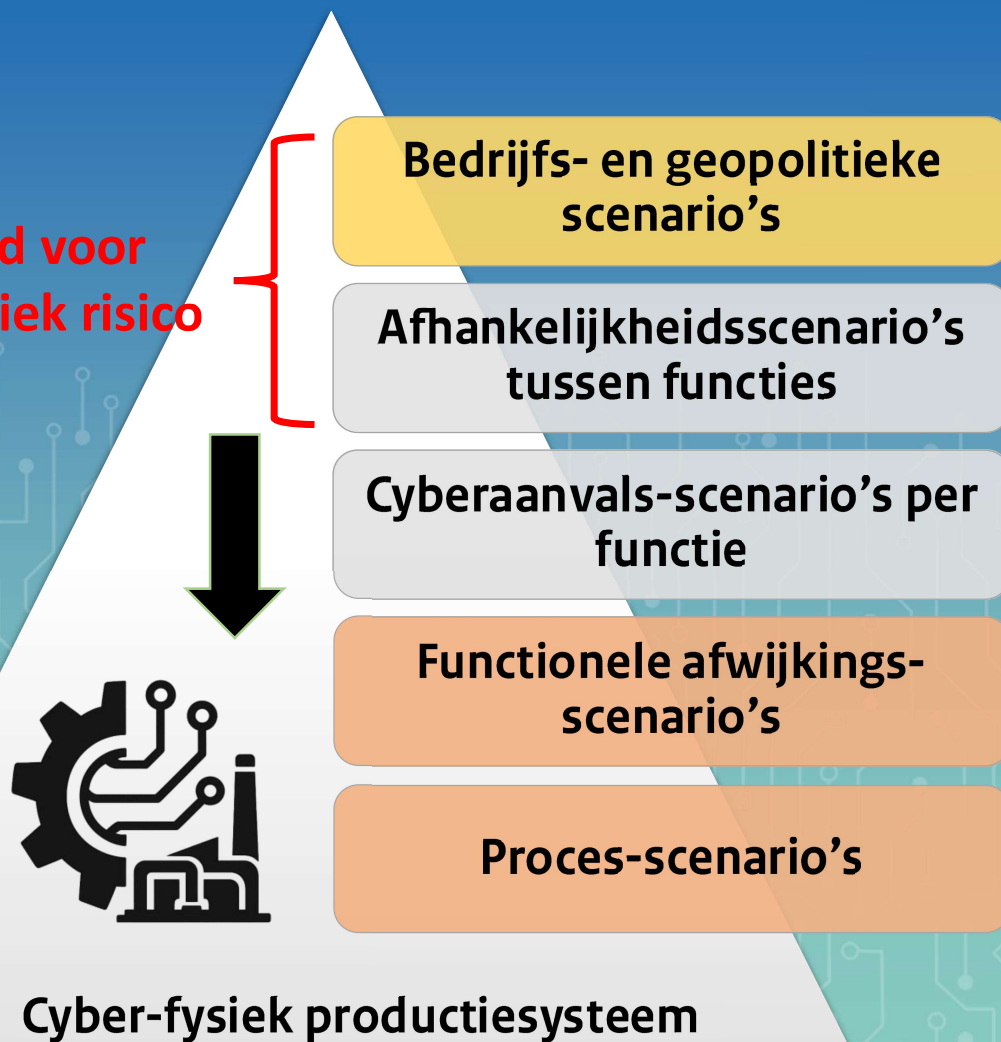 Bedrijfs- en geopolitieke
scenario’s
d voor
iek risico
Afhankelijkheidsscenario’s
tussen functies
Cyberaanvals-scenario’s per
functie
Functionele afwijkings-
scenario’s
Proces-scenario’s
Cyber-fysiek productiesysteem